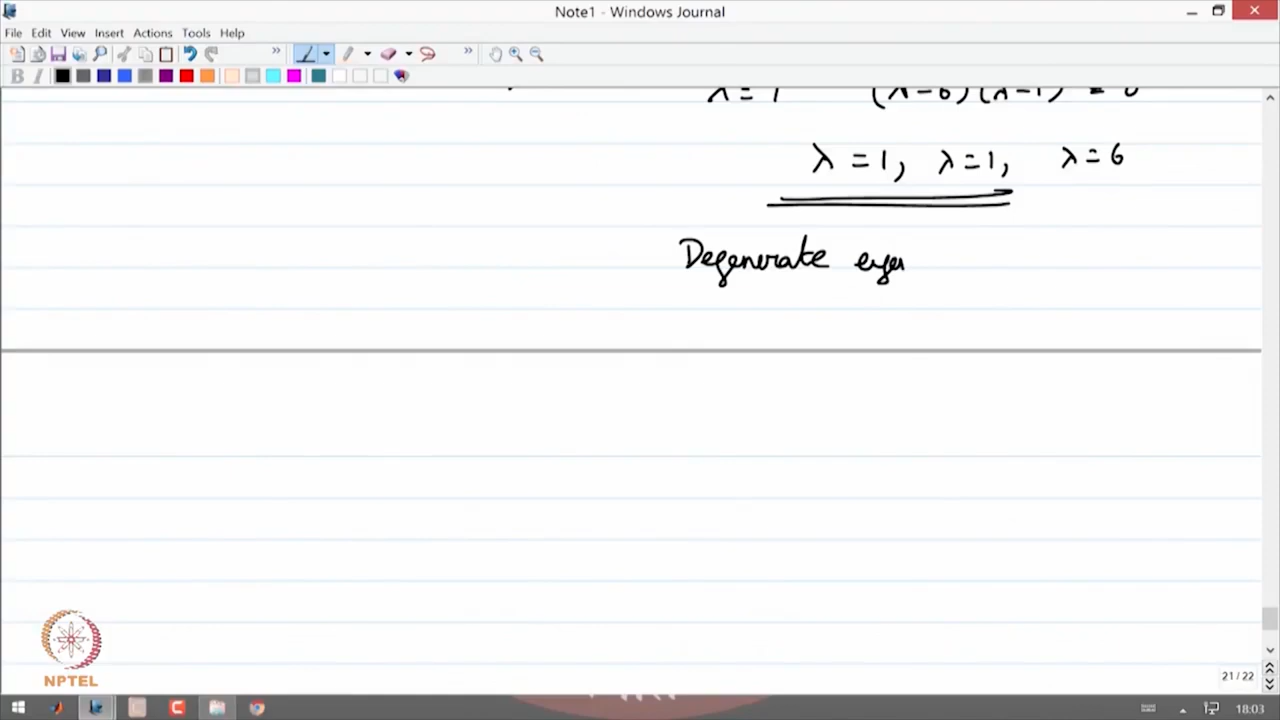 Note1 - Windows Journal
File Edit View Insert Actions Tools Help
λ = 1, λ = 1, λ = 6
Degenerate eigen
NPTEL
21 / 22
18:03